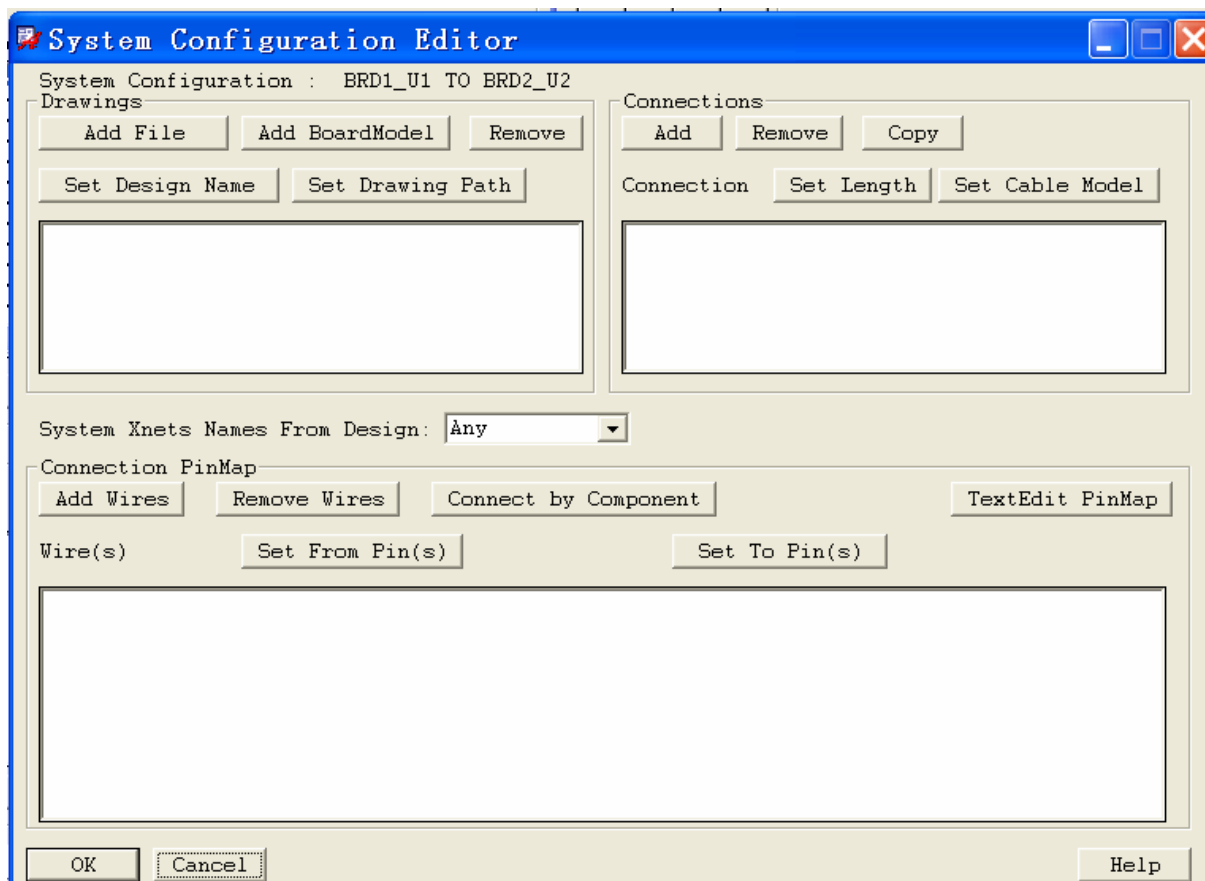 System Configuration Editor
System Configuration : BRD1_U1 TO BRD2_U2
Drawings
Add File Add BoardModel Remove
Set Design Name Set Drawing Path
Connections
Add Remove Copy
Connection Set Length Set Cable Model
System Xnets Names From Design: Any
Connection PinMap
Add Wires Remove Wires Connect by Component TextEdit PinMap
Wire(s) Set From Pin(s) Set To Pin(s)
OK Cancel Help